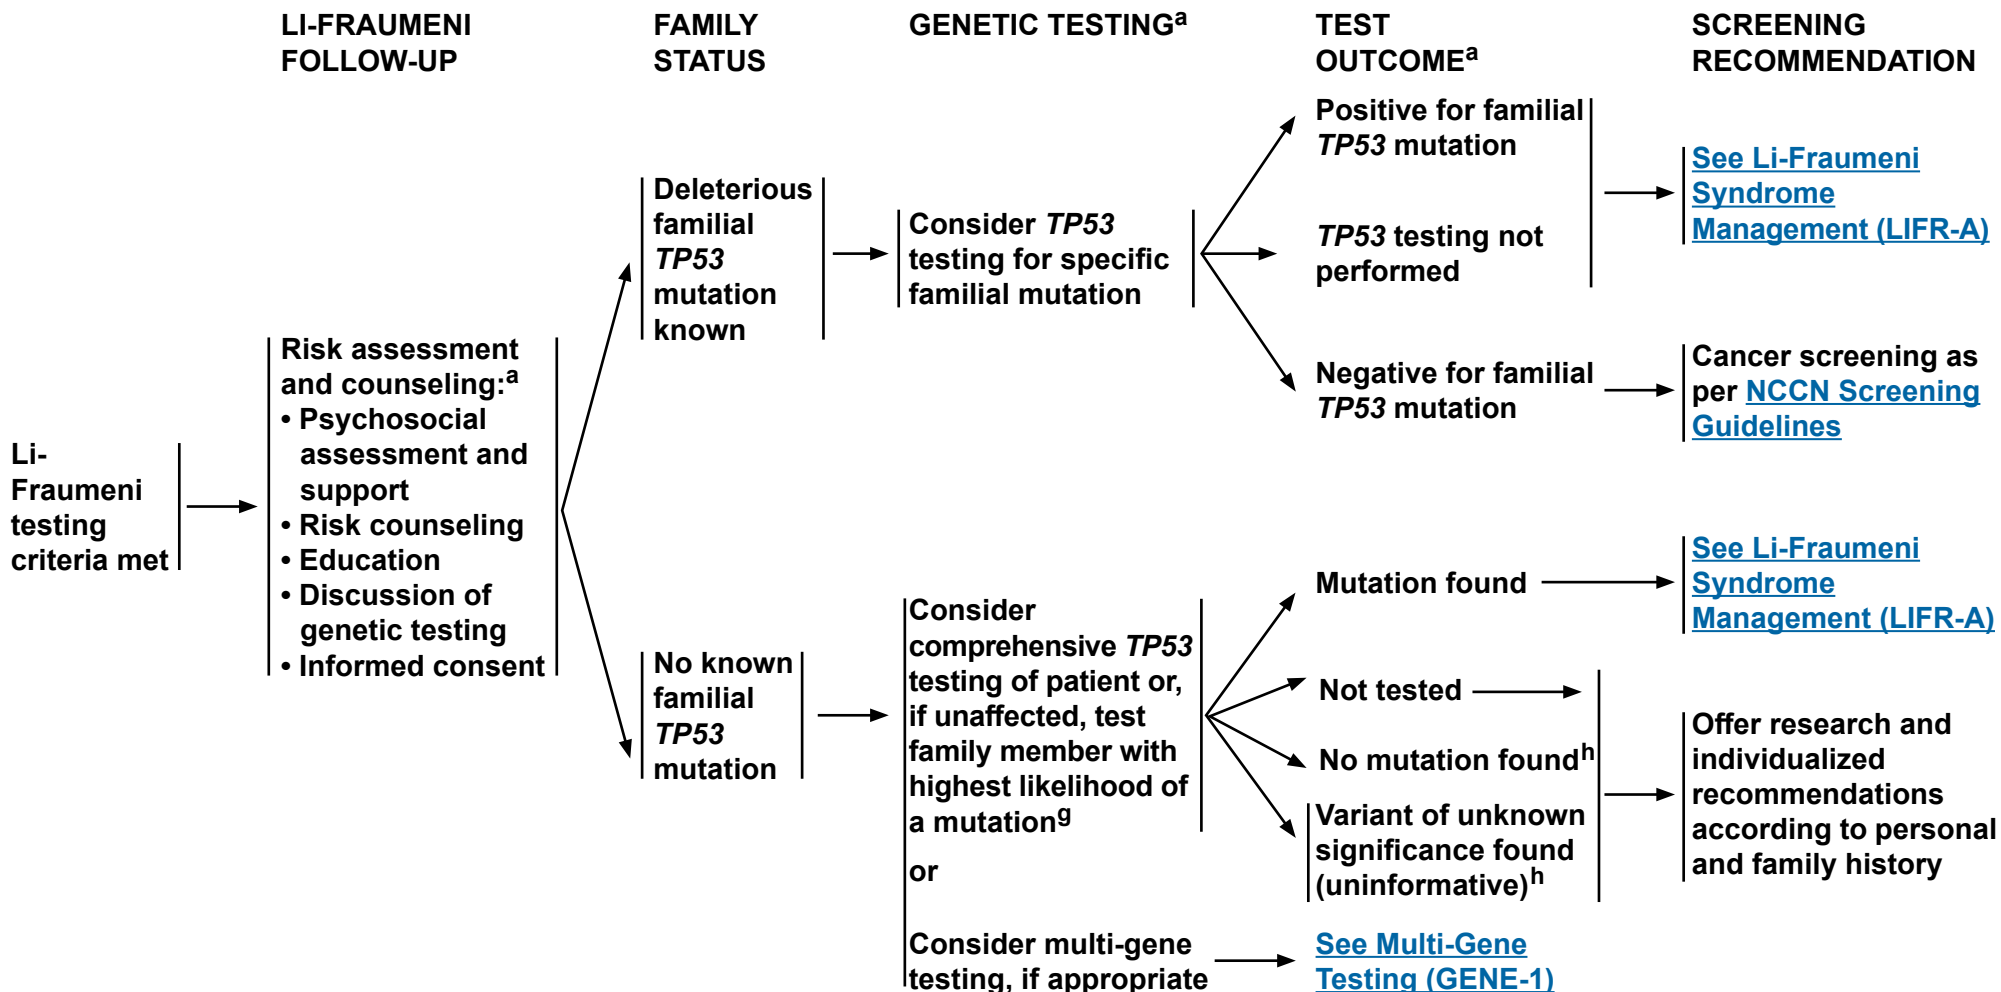 LI-FRAUMENI
FOLLOW-UP
FAMILY
STATUS
GENETIC TESTINGa
TEST
OUTCOMEa
SCREENING
RECOMMENDATION
Li-
Fraumeni
testing
criteria met
Risk assessment
and counseling:a
• Psychosocial
assessment and
support
• Risk counseling
• Education
• Discussion of
genetic testing
• Informed consent
Deleterious
familial
TP53
mutation
known
Consider TP53
testing for specific
familial mutation
Positive for familial
TP53 mutation
TP53 testing not
performed
See Li-Fraumeni
Syndrome
Management (LIFR-A)
Negative for familial
TP53 mutation
Cancer screening as
per NCCN Screening
Guidelines
No known
familial
TP53
mutation
Consider
comprehensive TP53
testing of patient or,
if unaffected, test
family member with
highest likelihood of
a mutationg
or
Consider multi-gene
testing, if appropriate
Mutation found
See Li-Fraumeni
Syndrome
Management (LIFR-A)
Not tested
No mutation foundh
Variant of unknown
significance found
(uninformative)h
Offer research and
individualized
recommendations
according to personal
and family history
See Multi-Gene
Testing (GENE-1)